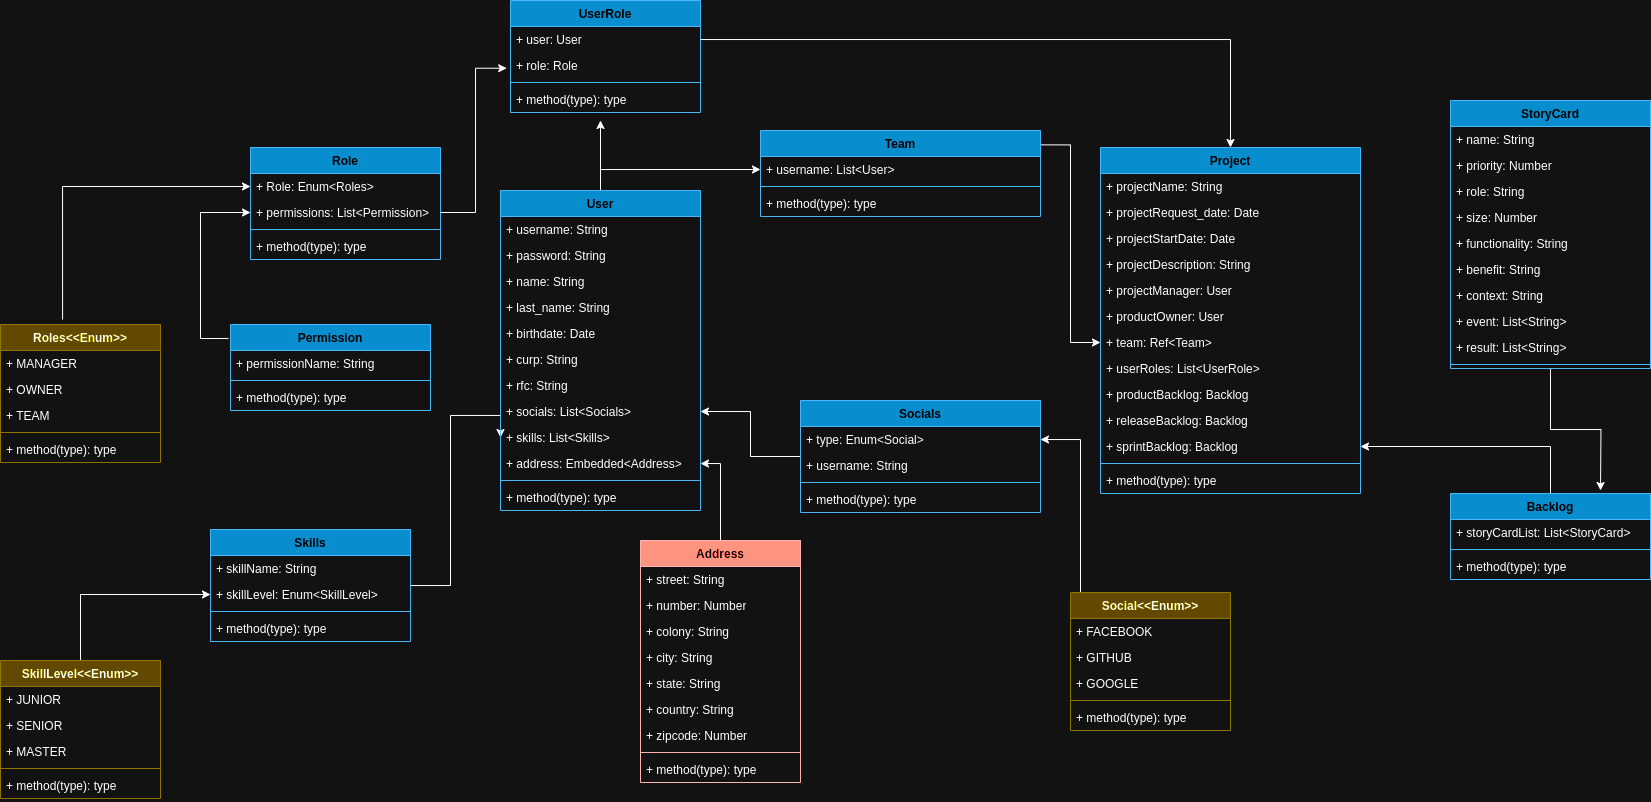 UserRole
+ user: User
+ role: Role
+ method(type): type
Role
+ Role: Enum<Roles>
+ permissions: List<Permission>
+ method(type): type
Team
+ username: List<User>
+ method(type): type
User
+ username: String
+ password: String
+ name: String
+ last_name: String
+ birthdate: Date
+ curp: String
+ rfc: String
+ socials: List<Socials>
+ skills: List<Skills>
+ address: Embedded<Address>
+ method(type): type
Project
+ projectName: String
+ projectRequest_date: Date
+ projectStartDate: Date
+ projectDescription: String
+ projectManager: User
+ productOwner: User
+ team: Ref<Team>
+ userRoles: List<UserRole>
+ productBacklog: Backlog
+ releaseBacklog: Backlog
+ sprintBacklog: Backlog
+ method(type): type
StoryCard
+ name: String
+ priority: Number
+ role: String
+ size: Number
+ functionality: String
+ benefit: String
+ context: String
+ event: List<String>
+ result: List<String>
Roles<<Enum>>
+ MANAGER
+ OWNER
+ TEAM
+ method(type): type
Permission
+ permissionName: String
+ method(type): type
Socials
+ type: Enum<Social>
+ username: String
+ method(type): type
Backlog
+ storyCardList: List<StoryCard>
+ method(type): type
Skills
+ skillName: String
+ skillLevel: Enum<SkillLevel>
+ method(type): type
Address
+ street: String
+ number: Number
+ colony: String
+ city: String
+ state: String
+ country: String
+ zipcode: Number
+ method(type): type
Social<<Enum>>
+ FACEBOOK
+ GITHUB
+ GOOGLE
+ method(type): type
SkillLevel<<Enum>>
+ JUNIOR
+ SENIOR
+ MASTER
+ method(type): type